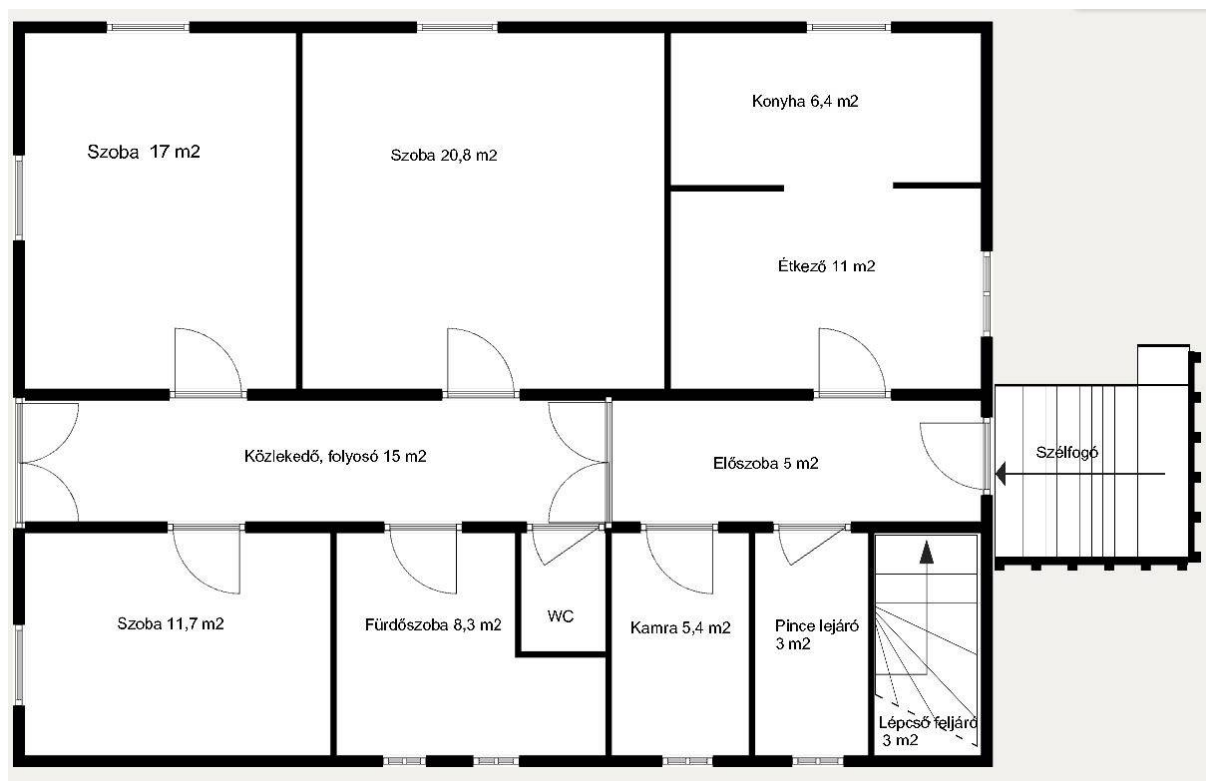 Konyha 6,4 m2
Szoba 17 m2
Szoba 20,8 m2
Étkező 11 m2
Közlekedő, folyosó 15 m2
Előszoba 5 m2
Szélfogó
Szoba 11,7 m2
Fürdőszoba 8,3 m2
WC
Kamra 5,4 m2
Pince lejáró
3 m2
Lépcső feljáró
3 m2